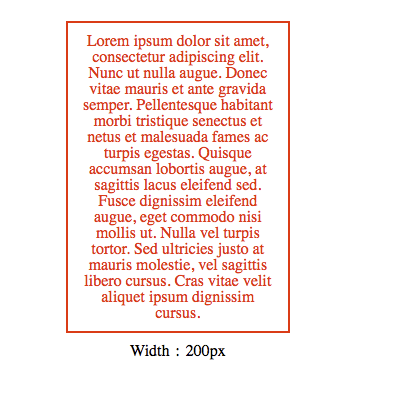 Lorem ipsum dolor sit amet,
consectetur adipiscing elit.
Nunc ut nulla augue. Donec
vitae mauris et ante gravida
semper. Pellentesque habitant
morbi tristique senectus et
netus et malesuada fames ac
turpis egestas. Quisque
accumsan lobortis augue, at
sagittis lacus eleifend sed.
Fusce dignissim eleifend
augue, eget commodo nisi
mollis ut. Nulla vel turpis
tortor. Sed ultricies justo at
mauris molestie, vel sagittis
libero cursus. Cras vitae velit
aliquet ipsum dignissim
cursus.
Width : 200px